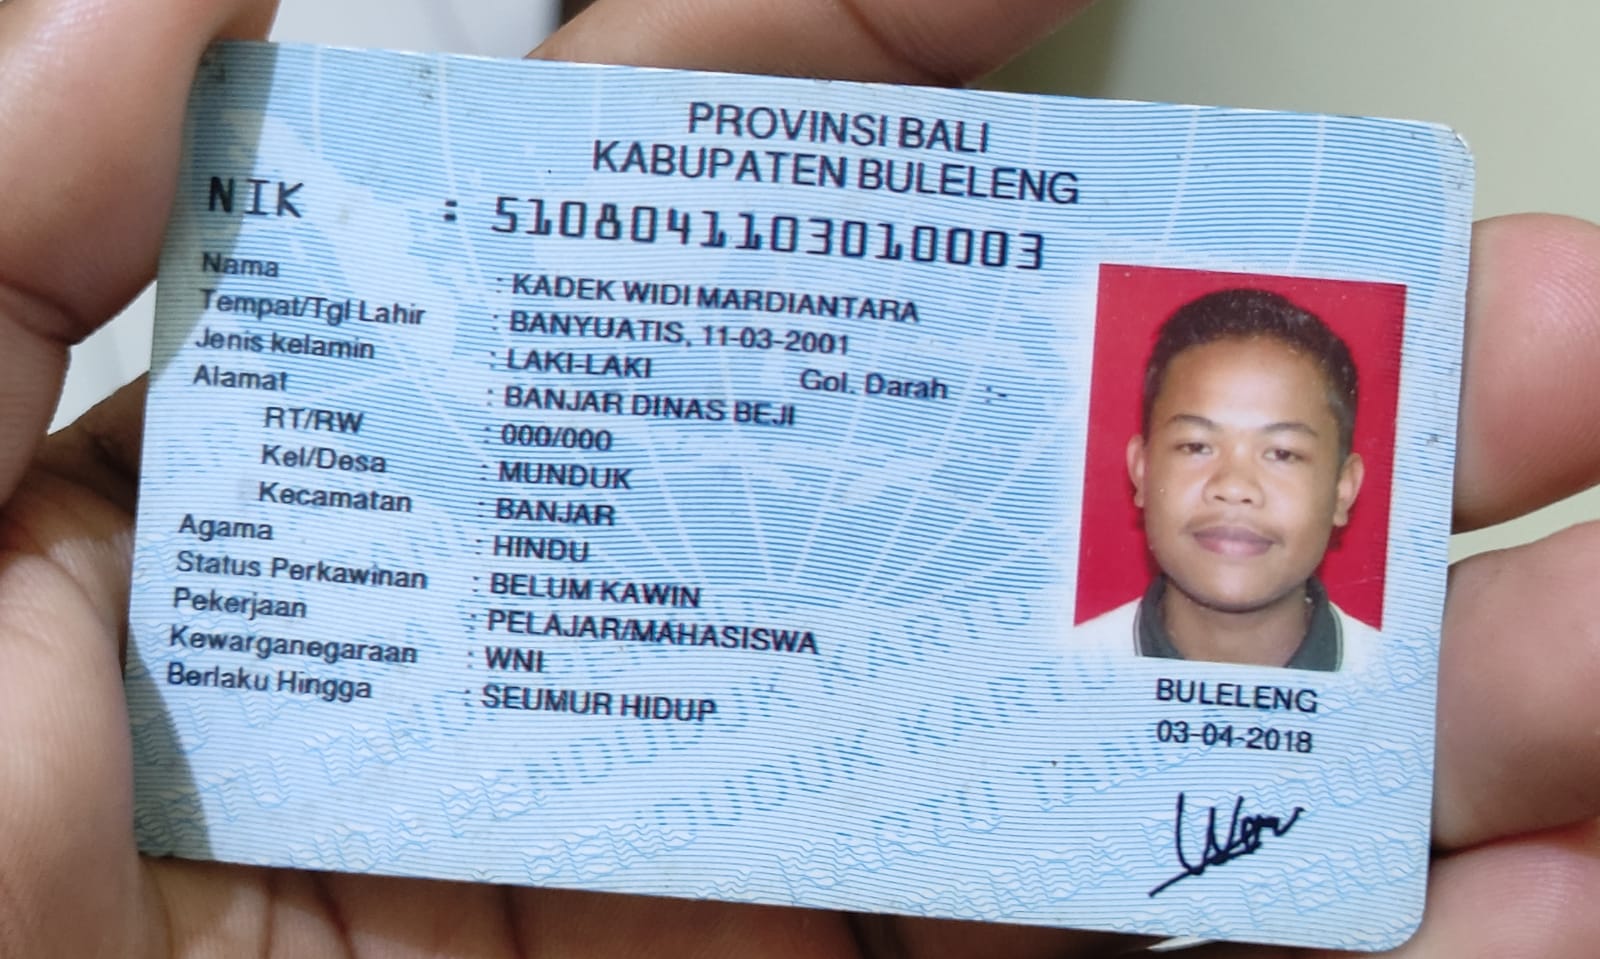 PROVINSI BALI
KABUPATEN BULELENG
NIK : 5108041103010003
Nama : KADEK WIDI MARDIANTARA
Tempat/Tgl Lahir : BANYUATIS, 11-03-2001
Jenis kelamin : LAKI-LAKI Gol. Darah : -
Alamat : BANJAR DINAS BEJI
RT/RW : 000/000
Kel/Desa : MUNDUK
Kecamatan : BANJAR
Agama : HINDU
Status Perkawinan : BELUM KAWIN
Pekerjaan : PELAJAR/MAHASISWA
Kewarganegaraan : WNI
Berlaku Hingga : SEUMUR HIDUP
BULELENG
03-04-2018